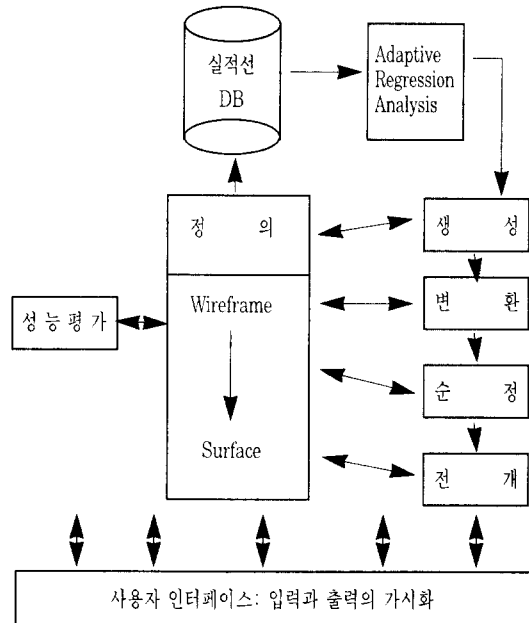 실적선
DB
Adaptive
Regression
Analysis
정 의
생 성
Wireframe
변 환
성능평가
순 정
Surface
전 개
사용자 인터페이스: 입력과 출력의 가시화